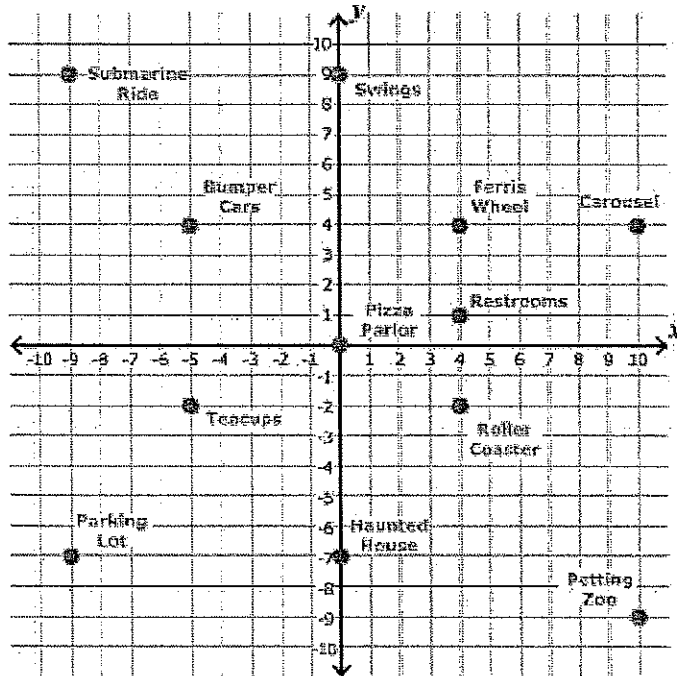 y
10
9
Submarine
Ride
Swings
8
7
6
5
Bumper
Cars
Ferris
Wheel
Carousel
4
3
2
1
Restrooms
Pizza
Parlor
x
-10 -9 -8 -7 -6 -5 -4 -3 -2 -1 1 2 3 4 5 6 7 8 9 10
-1
-2
Teacups
Roller
Coaster
-3
-4
-5
-6
Parking
Lot
Haunted
House
-7
-8
Petting
Zoo
-9
-10